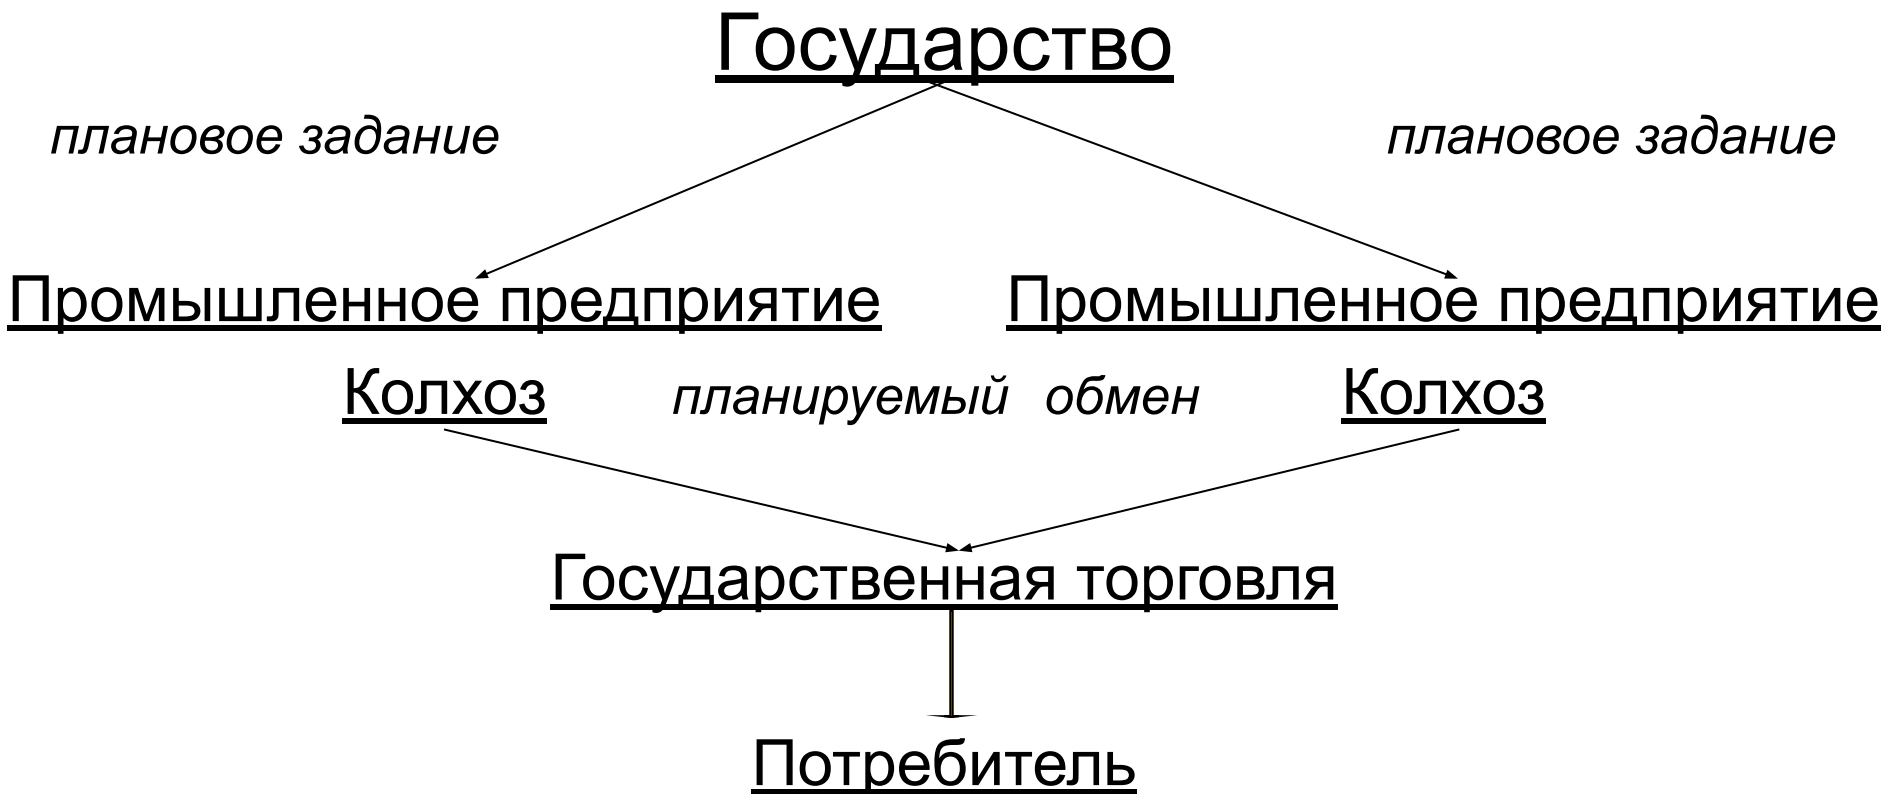 Государство
плановое задание плановое задание
Промышленное предприятие Промышленное предприятие
Колхоз планируемый обмен Колхоз
Государственная торговля
Потребитель